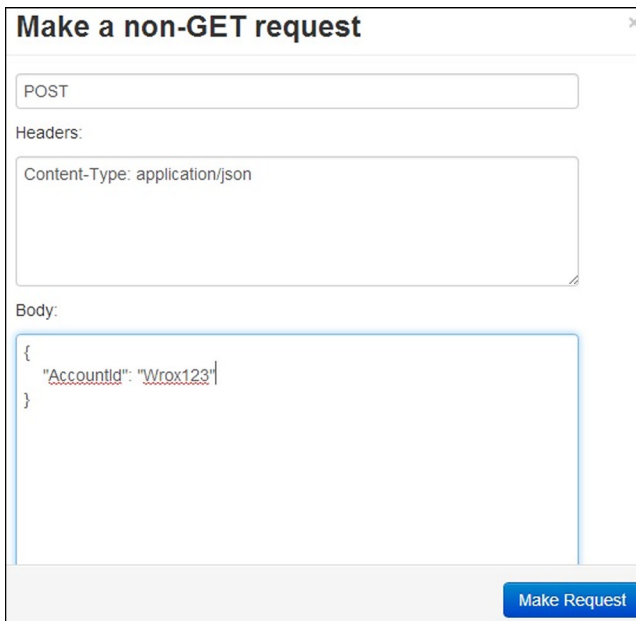 Make a non-GET request
×
POST
Headers:
Content-Type: application/json
Body:
{
"AccountId": "Wrox123"
}
Make Request